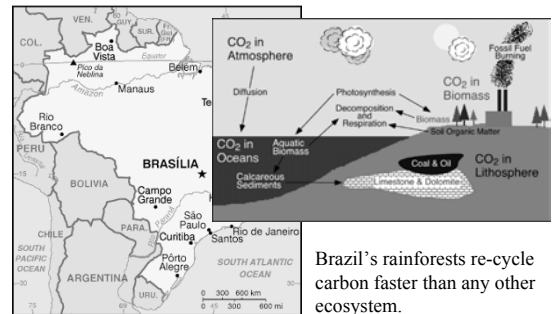 VEN.
GUY.
SUR.
COL.
Boa
Vista
Equator
Pico da
Neblina
Belém
Amazon
Manaus
Te
Rio
Branco
PERU
BRASÍLIA
BOLIVIA
Campo
Grande
São
Paulo
Rio de Janeiro
PARA.
Paraná
Santos
Curitiba
CHILE
Pôrto
Alegre
SOUTH
PACIFIC
OCEAN
ARGENTINA
URU.
SOUTH ATLANTIC
OCEAN
0 300 600 km
0 300 600 mi
CO2 in
Atmosphere
Fossil Fuel
Burning
CO2 in
Biomass
Diffusion
Photosynthesis
Decomposition
and
Respiration
Biomass
Soil Organic Matter
CO2 in
Oceans
Aquatic
Biomass
Coal & Oil
CO2 in
Lithosphere
Calcareous
Sediments
Limestone & Dolomite
Brazil’s rainforests re-cycle
carbon faster than any other
ecosystem.